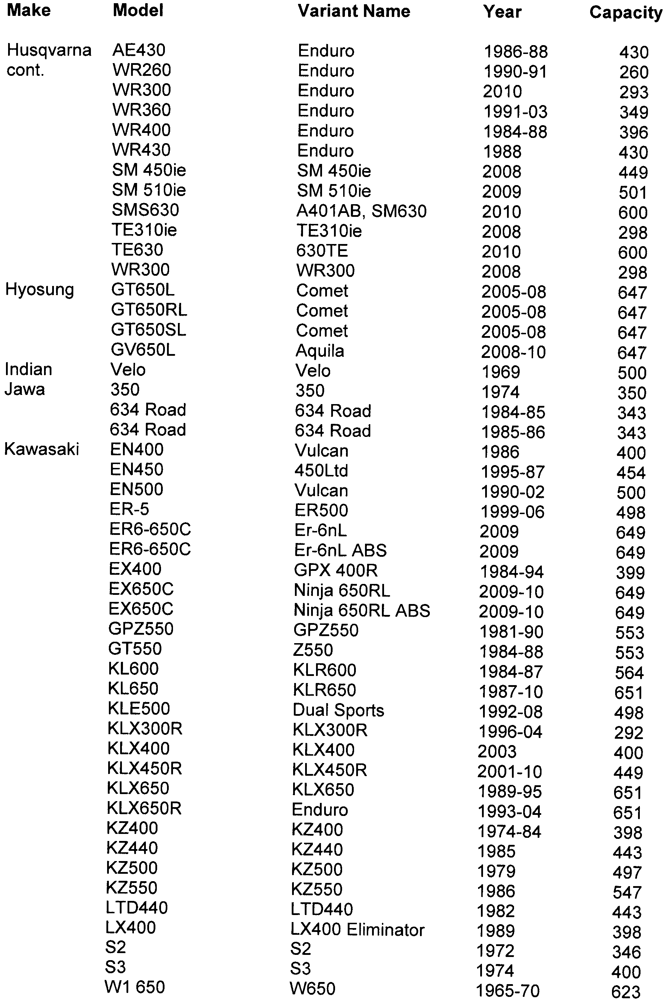 Make Model Variant Name Year Capacity
Husqvarna AE430 Enduro 1986-88 430
cont. WR260 Enduro 1990-91 260
WR300 Enduro 2010 293
WR360 Enduro 1991-03 349
WR400 Enduro 1984-88 396
WR430 Enduro 1988 430
SM 450ie SM 450ie 2008 449
SM 510ie SM 510ie 2009 501
SMS630 A401AB, SM630 2010 600
TE310ie TE310ie 2008 298
TE630 630TE 2010 600
WR300 WR300 2008 298
Hyosung GT650L Comet 2005-08 647
GT650RL Comet 2005-08 647
GT650SL Comet 2005-08 647
GV650L Aquila 2008-10 647
Indian Velo Velo 1969 500
Jawa 350 350 1974 350
634 Road 634 Road 1984-85 343
634 Road 634 Road 1985-86 343
Kawasaki EN400 Vulcan 1986 400
EN450 450Ltd 1995-87 454
EN500 Vulcan 1990-02 500
ER-5 ER500 1999-06 498
ER6-650C Er-6nL 2009 649
ER6-650C Er-6nL ABS 2009 649
EX400 GPX 400R 1984-94 399
EX650C Ninja 650RL 2009-10 649
EX650C Ninja 650RL ABS 2009-10 649
GPZ550 GPZ550 1981-90 553
GT550 Z550 1984-88 553
KL600 KLR600 1984-87 564
KL650 KLR650 1987-10 651
KLE500 Dual Sports 1992-08 498
KLX300R KLX300R 1996-04 292
KLX400 KLX400 2003 400
KLX450R KLX450R 2001-10 449
KLX650 KLX650 1989-95 651
KLX650R Enduro 1993-04 651
KZ400 KZ400 1974-84 398
KZ440 KZ440 1985 443
KZ500 KZ500 1979 497
KZ550 KZ550 1986 547
LTD440 LTD440 1982 443
LX400 LX400 Eliminator 1989 398
S2 S2 1972 346
S3 S3 1974 400
W1 650 W650 1965-70 623